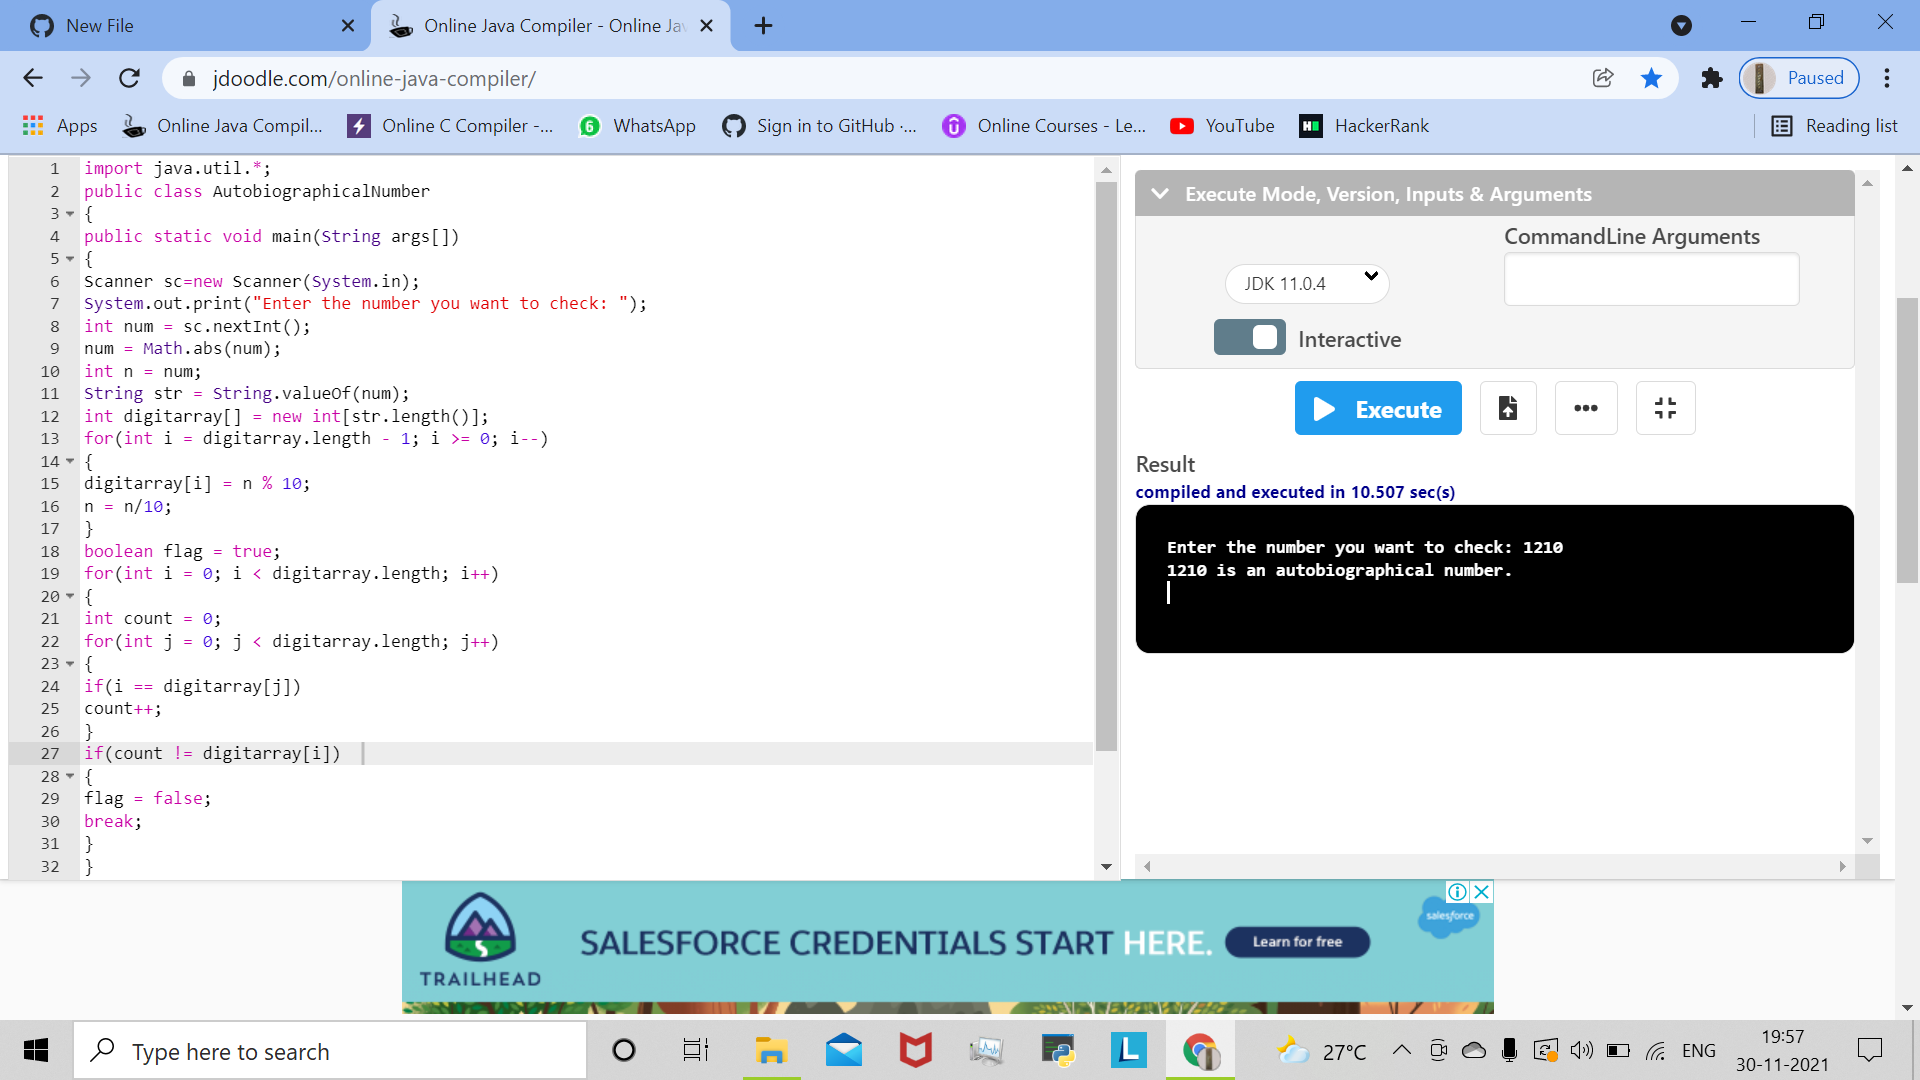 New File
Online Java Compiler - Online Jav
jdoodle.com/online-java-compiler/
Paused
Apps
Online Java Compil...
Online C Compiler -...
6
WhatsApp
Sign in to GitHub ·...
Online Courses - Le...
YouTube
HackerRank
Reading list
1 import java.util.*;
2 public class AutobiographicalNumber
3 {
4 public static void main(String args[])
5 {
6 Scanner sc=new Scanner(System.in);
7 System.out.print("Enter the number you want to check: ");
8 int num = sc.nextInt();
9 num = Math.abs(num);
10 int n = num;
11 String str = String.valueOf(num);
12 int digitarray[] = new int[str.length()];
13 for(int i = digitarray.length - 1; i >= 0; i--)
14 {
15 digitarray[i] = n % 10;
16 n = n/10;
17 }
18 boolean flag = true;
19 for(int i = 0; i < digitarray.length; i++)
20 {
21 int count = 0;
22 for(int j = 0; j < digitarray.length; j++)
23 {
24 if(i == digitarray[j])
25 count++;
26 }
27 if(count != digitarray[i])
28 {
29 flag = false;
30 break;
31 }
32 }
Execute Mode, Version, Inputs & Arguments
CommandLine Arguments
JDK 11.0.4
Interactive
Execute
Result
compiled and executed in 10.507 sec(s)
Enter the number you want to check: 1210
1210 is an autobiographical number.
TRAILHEAD
SALESFORCE CREDENTIALS START HERE.
Learn for free
salesforce
Type here to search
L
27°C
ENG
19:57
30-11-2021